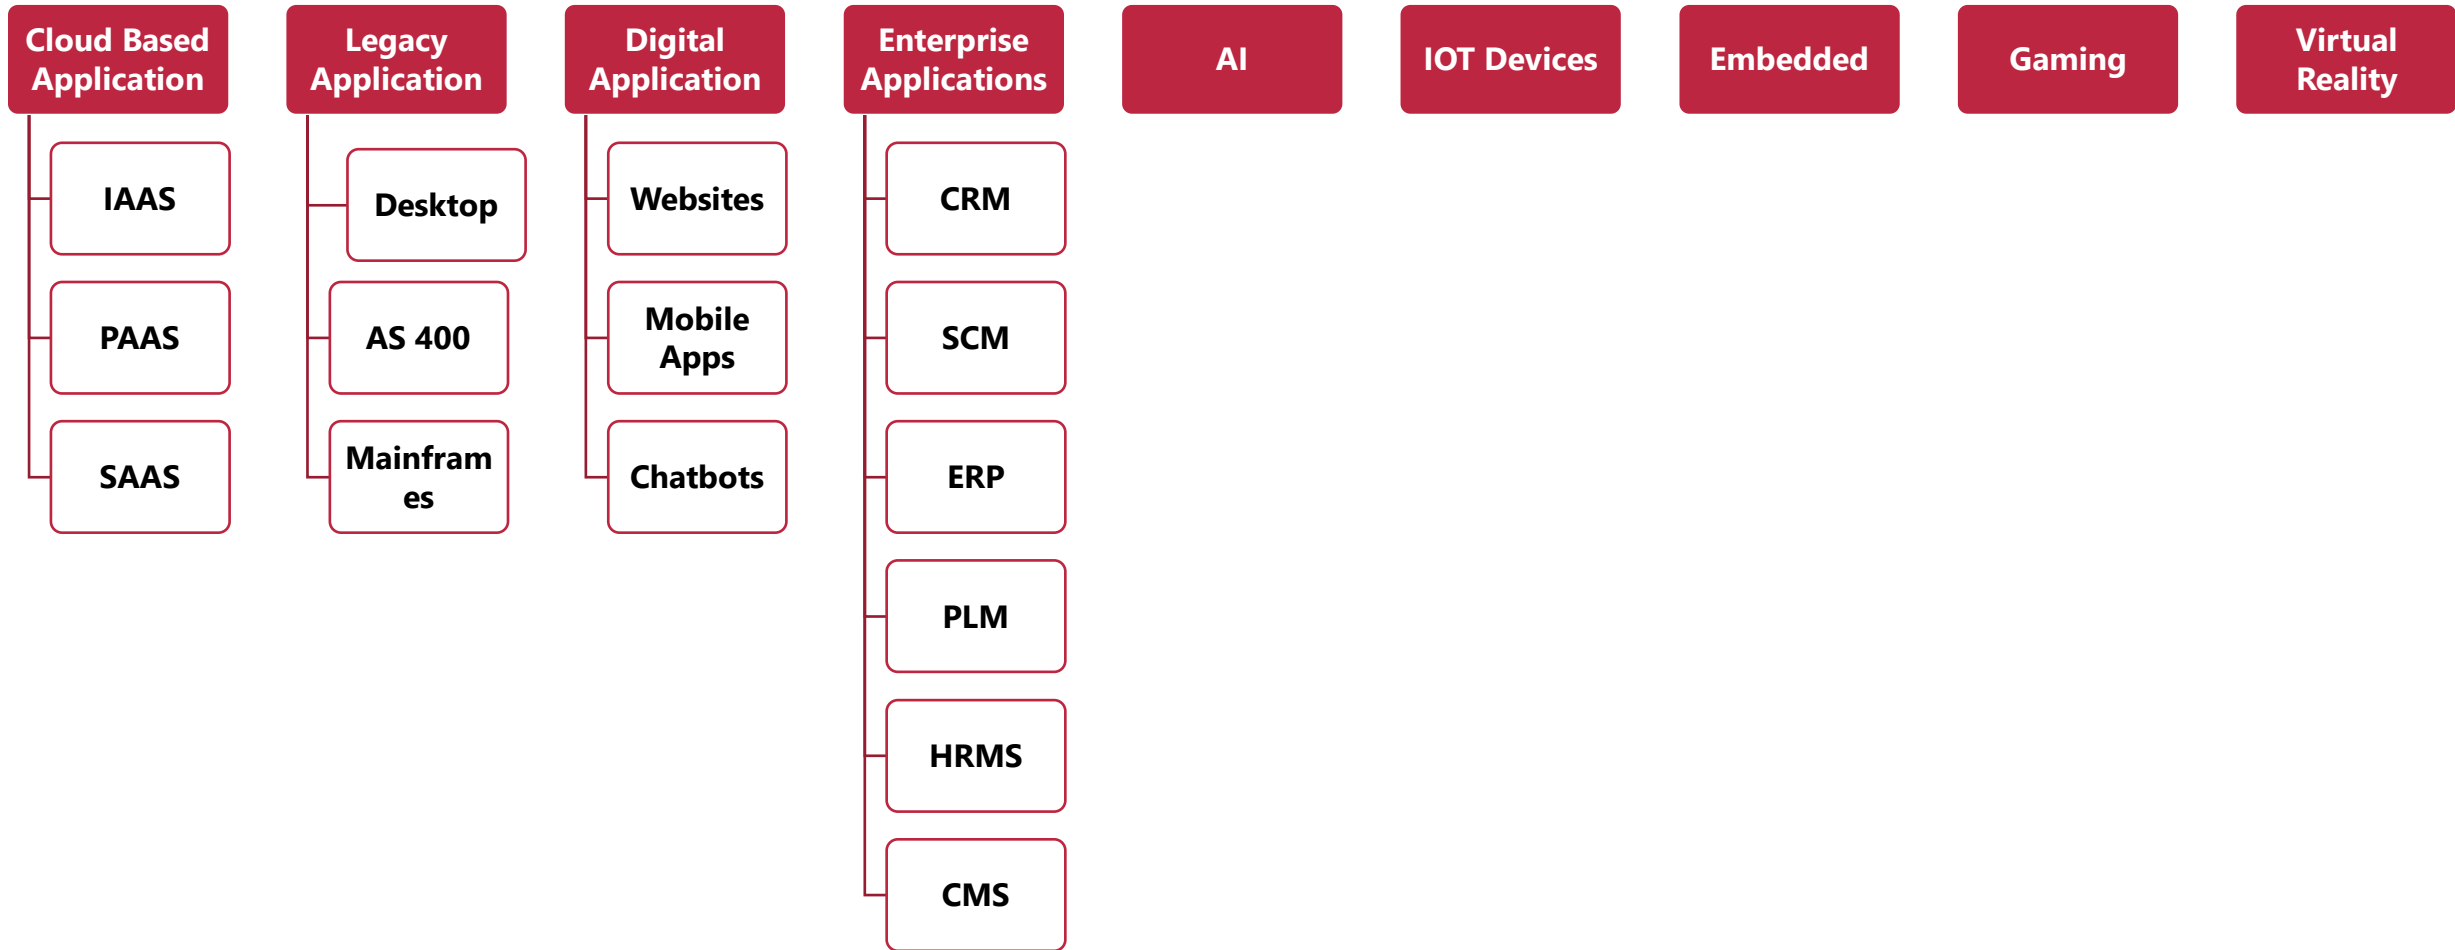 Cloud Based
Application
Legacy
Application
Digital
Application
Enterprise
Applications
AI
IOT Devices
Embedded
Gaming
Virtual
Reality
IAAS
PAAS
SAAS
Desktop
AS 400
Mainfram
es
Websites
Mobile
Apps
Chatbots
CRM
SCM
ERP
PLM
HRMS
CMS